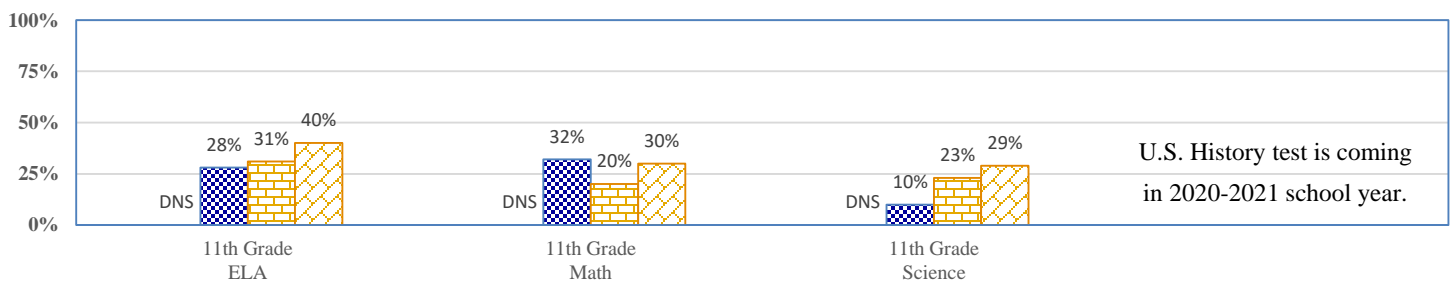 100%
75%
50%
25%
0%
DNS 28% 31% 40%
DNS 32% 20% 30%
DNS 10% 23% 29%
11th Grade
ELA
11th Grade
Math
11th Grade
Science
U.S. History test is coming
in 2020-2021 school year.